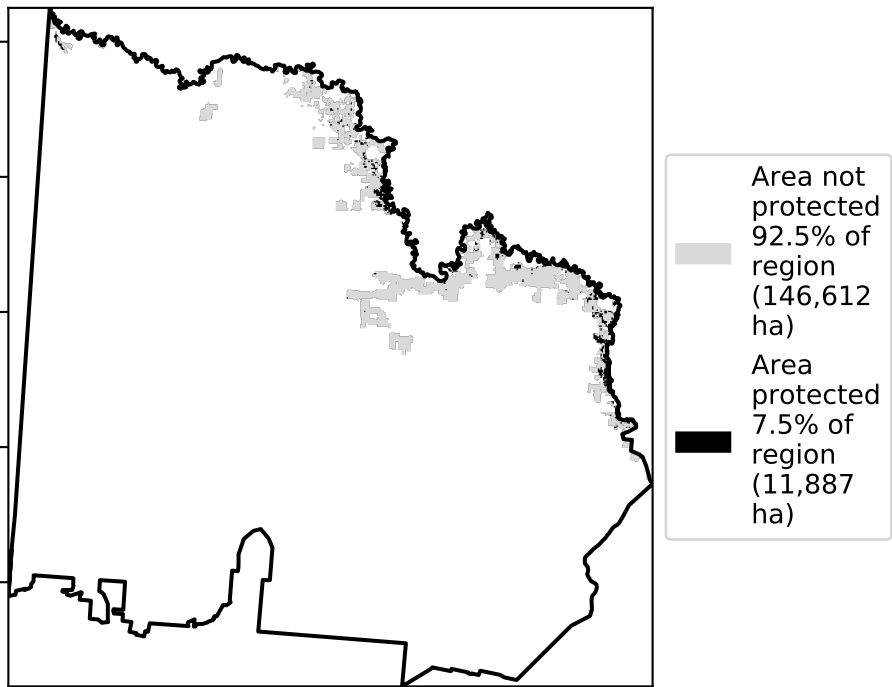 Area not
protected
92.5% of
region
(146,612
ha)
Area
protected
7.5% of
region
(11,887
ha)